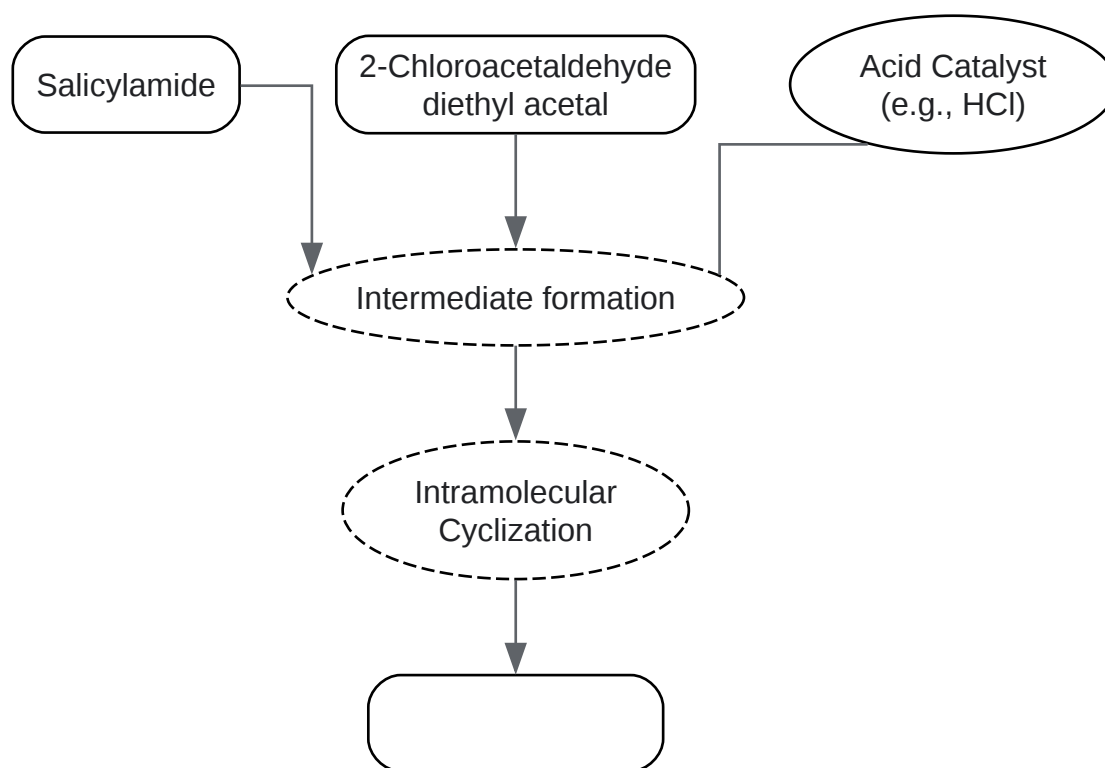 Salicylamide
2-Chloroacetaldehyde
diethyl acetal
Acid Catalyst
(e.g., HCl)
Intermediate formation
Intramolecular
Cyclization